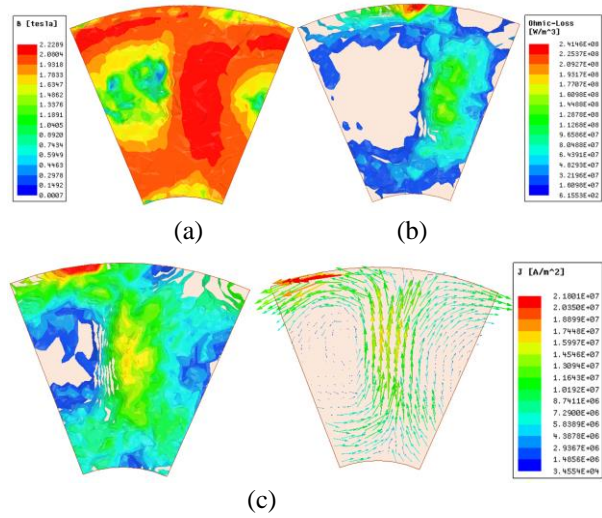 B [tesla]
2.2289
2.0804
1.9318
1.7833
1.6347
1.4862
1.3376
1.1891
1.0405
0.8920
0.7434
0.5949
0.4463
0.2978
0.1492
0.0007
Ohmic-Loss
[W/m^3]
2.4146E+08
2.2537E+08
2.0927E+08
1.9317E+08
1.7707E+08
1.6098E+08
1.4488E+08
1.2878E+08
1.1268E+08
9.6586E+07
8.0488E+07
6.4391E+07
4.8293E+07
3.2196E+07
1.6098E+07
6.1553E+02
(a)
(b)
J [A/m^2]
2.1801E+07
2.0350E+07
1.8899E+07
1.7448E+07
1.5997E+07
1.4546E+07
1.3094E+07
1.1643E+07
1.0192E+07
8.7411E+06
7.2900E+06
5.8389E+06
4.3878E+06
2.9367E+06
1.4856E+06
3.4554E+04
(c)